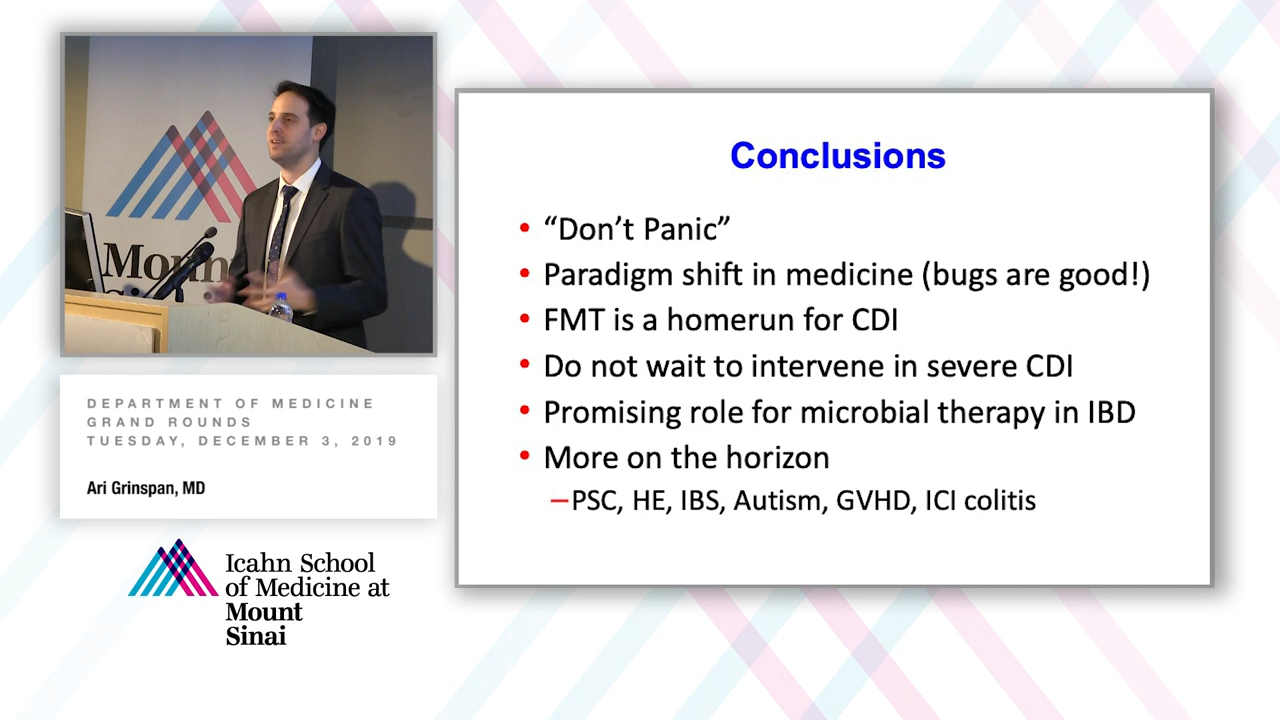 Mount
DEPARTMENT OF MEDICINE
GRAND ROUNDS
TUESDAY, DECEMBER 3, 2019
Ari Grinspan, MD
Icahn School
of Medicine at
Mount
Sinai
Conclusions
• “Don’t Panic”
• Paradigm shift in medicine (bugs are good!)
• FMT is a homerun for CDI
• Do not wait to intervene in severe CDI
• Promising role for microbial therapy in IBD
• More on the horizon
–PSC, HE, IBS, Autism, GVHD, ICI colitis